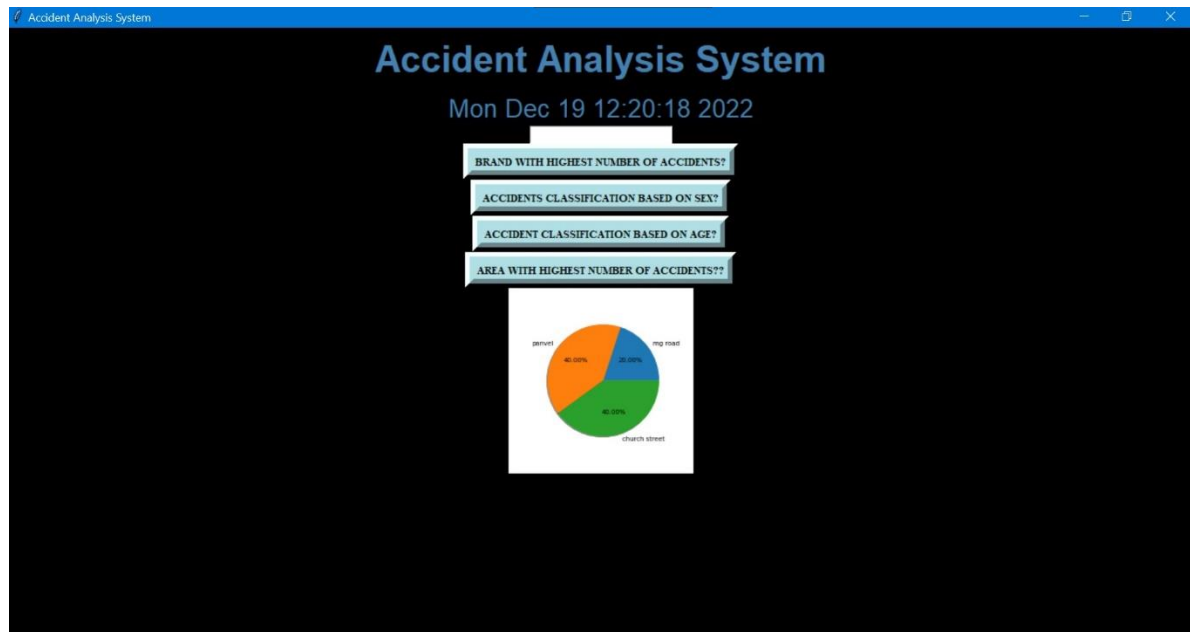 Accident Analysis System
Accident Analysis System
Mon Dec 19 12:20:18 2022
BRAND WITH HIGHEST NUMBER OF ACCIDENTS?
ACCIDENTS CLASSIFICATION BASED ON SEX?
ACCIDENT CLASSIFICATION BASED ON AGE?
AREA WITH HIGHEST NUMBER OF ACCIDENTS??
panvel
mg road
40.00%
20.00%
40.00%
church street